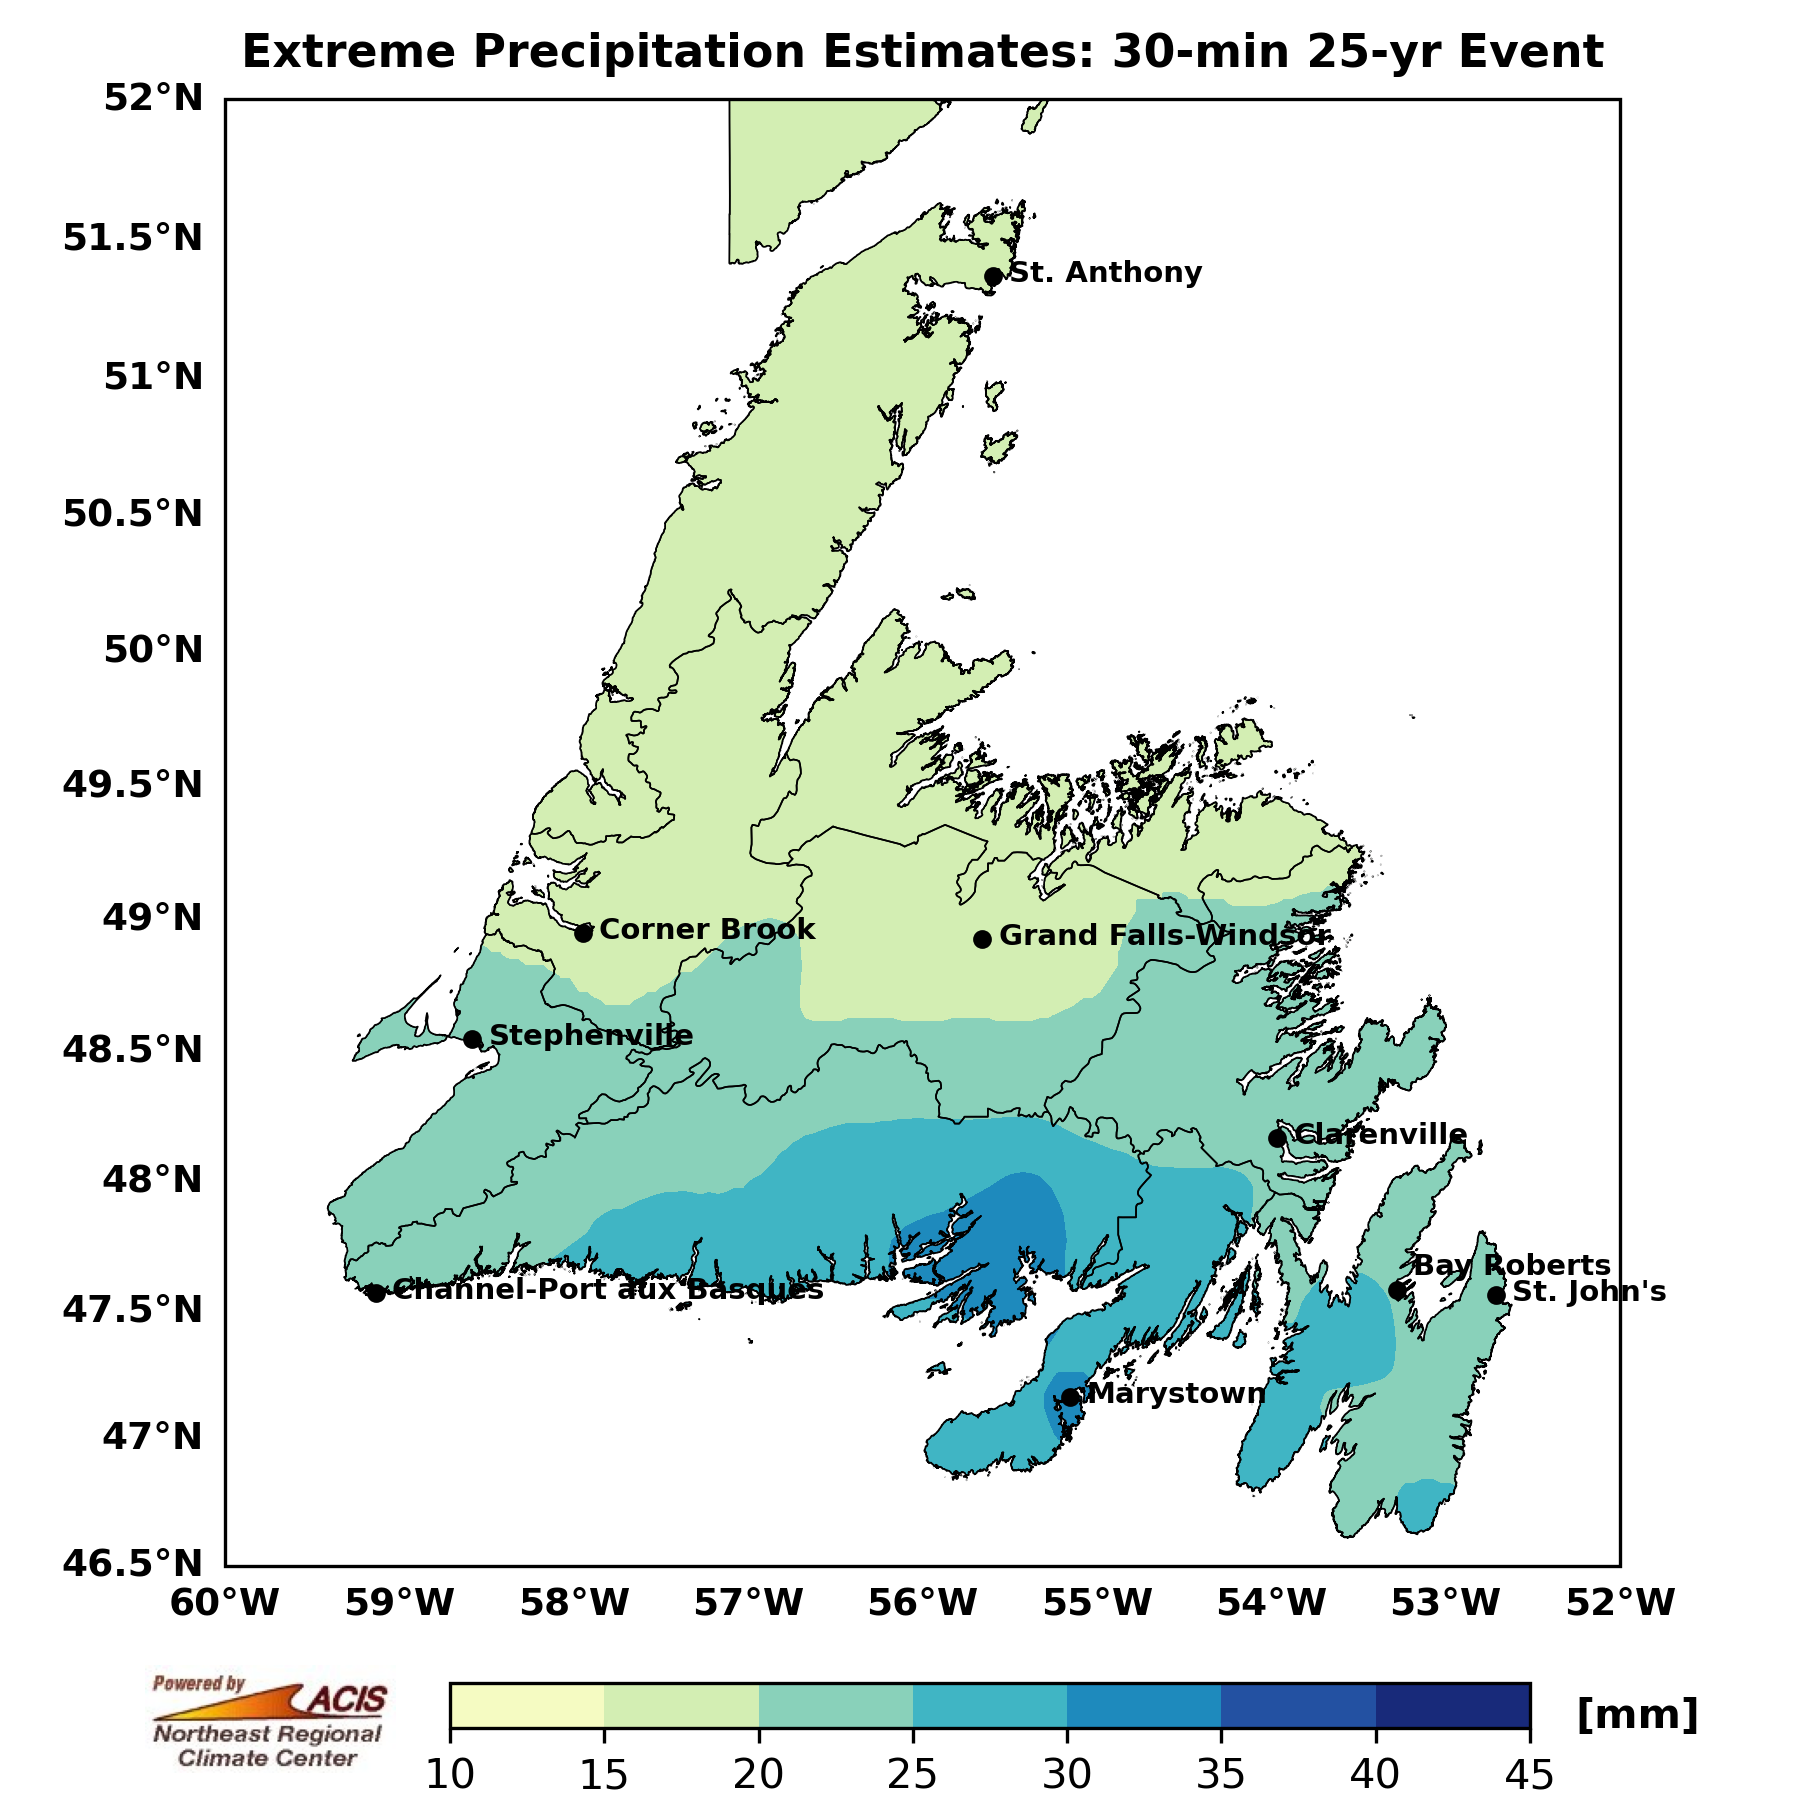 Extreme Precipitation Estimates: 30-min 25-yr Event
52°N
51.5°N
St. Anthony
51°N
50.5°N
50°N
49.5°N
49°N
Corner Brook
Grand Falls-Windsor
48.5°N
Stephenville
Clarenville
48°N
Bay Roberts
47.5°N
Channel-Port aux Basques
St. John's
Marystown
47°N
46.5°N
60°W 59°W 58°W 57°W 56°W 55°W 54°W 53°W 52°W
Powered by
ACIS
Northeast Regional
Climate Center
[mm]
10 15 20 25 30 35 40 45